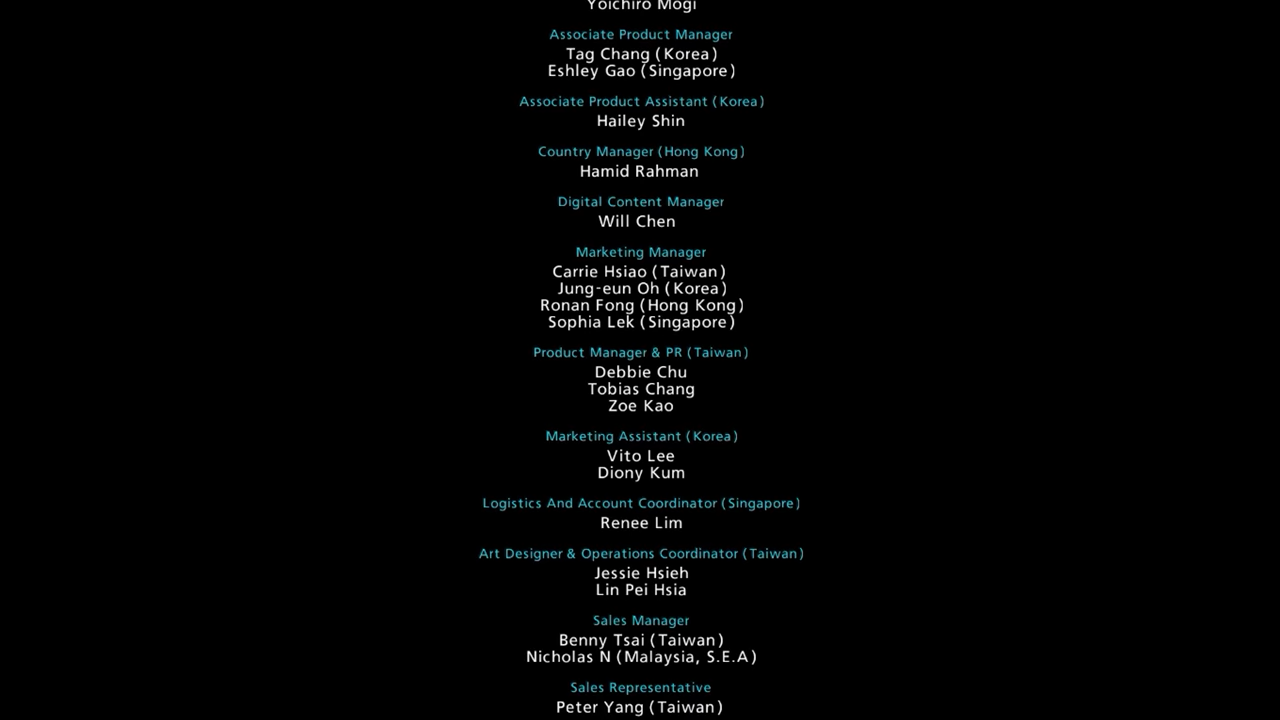 Yoichiro Mogi
Associate Product Manager
Tag Chang (Korea)
Eshley Gao (Singapore)
Associate Product Assistant (Korea)
Hailey Shin
Country Manager (Hong Kong)
Hamid Rahman
Digital Content Manager
Will Chen
Marketing Manager
Carrie Hsiao (Taiwan)
Jung-eun Oh (Korea)
Ronan Fong (Hong Kong)
Sophia Lek (Singapore)
Product Manager & PR (Taiwan)
Debbie Chu
Tobias Chang
Zoe Kao
Marketing Assistant (Korea)
Vito Lee
Diony Kum
Logistics And Account Coordinator (Singapore)
Renee Lim
Art Designer & Operations Coordinator (Taiwan)
Jessie Hsieh
Lin Pei Hsia
Sales Manager
Benny Tsai (Taiwan)
Nicholas N (Malaysia, S.E.A)
Sales Representative
Peter Yang (Taiwan)